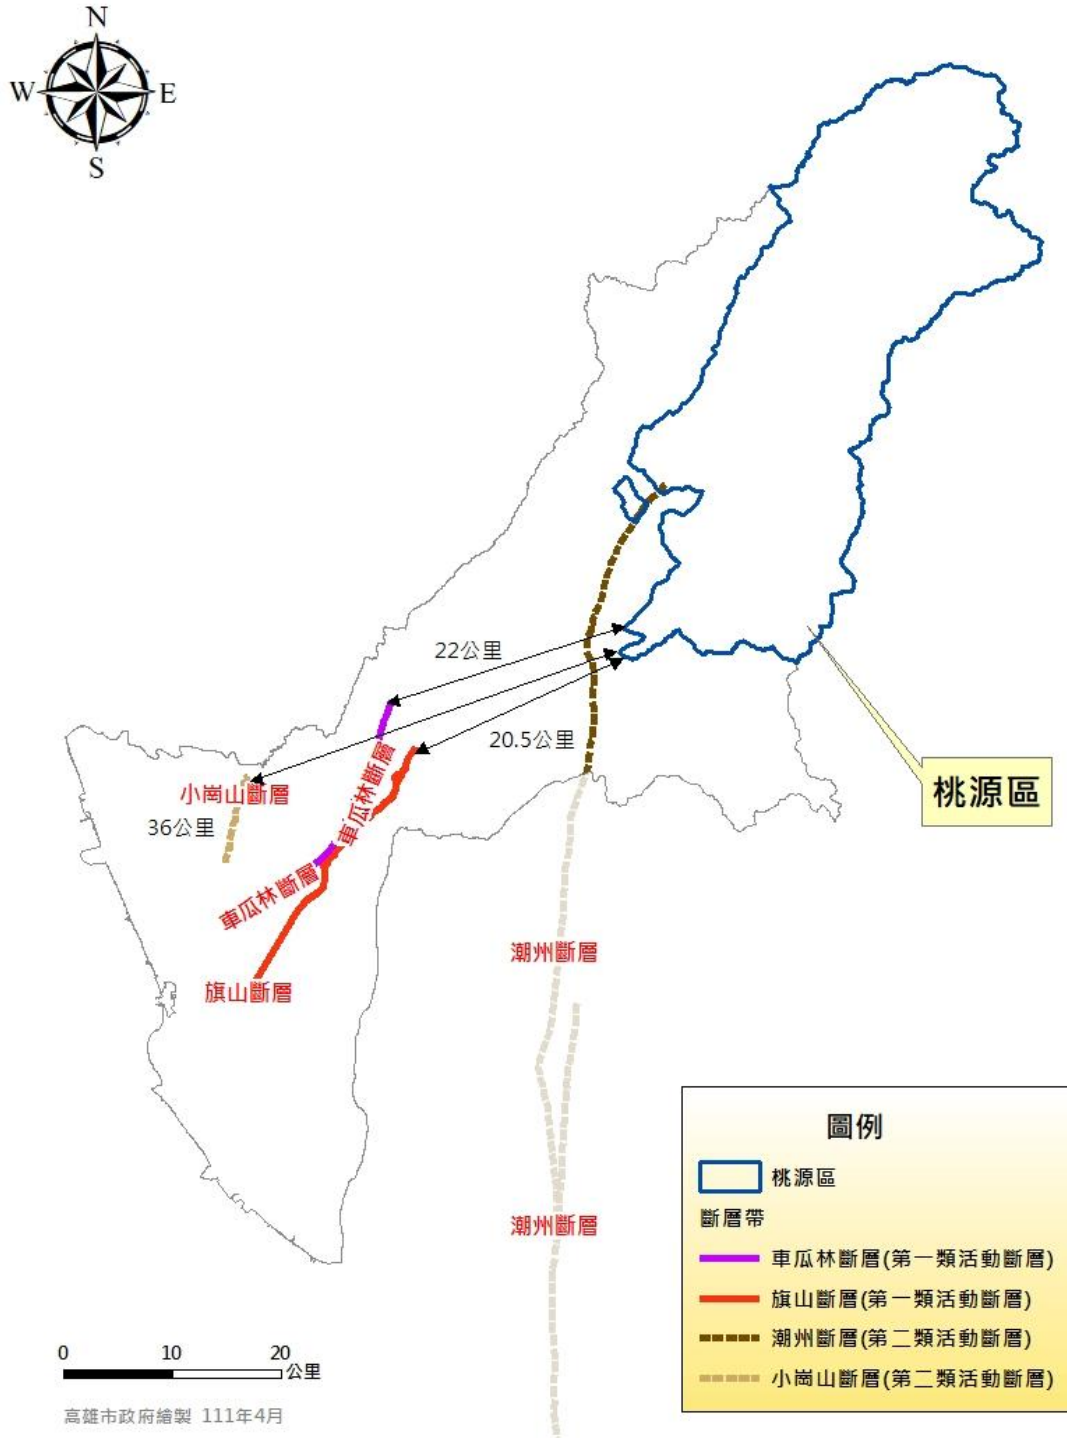 N
W
E
S
22公里
20.5公里
車瓜林斷層
小崗山斷層
36公里
車瓜林斷層
旗山斷層
桃源區
潮州斷層
潮州斷層
圖例
桃源區
斷層帶
車瓜林斷層(第一類活動斷層)
旗山斷層(第一類活動斷層)
潮州斷層(第二類活動斷層)
小崗山斷層(第二類活動斷層)
0 10 20
公里
高雄市政府繪製 111年4月